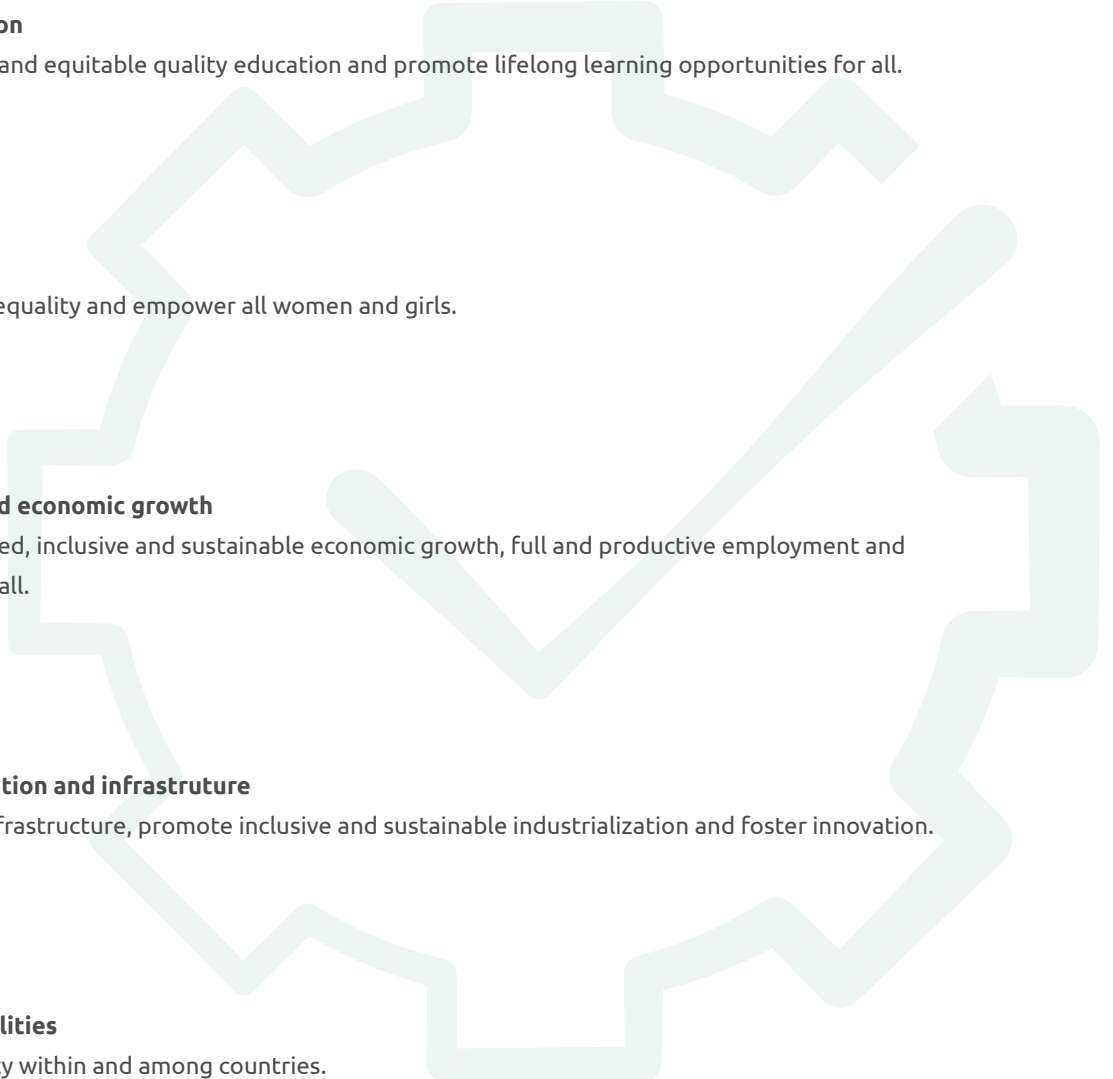 on
and equitable quality education and promote lifelong learning opportunities for all.
equality and empower all women and girls.
d economic growth
ed, inclusive and sustainable economic growth, full and productive employment and
all.
tion and infrastruture
frastructure, promote inclusive and sustainable industrialization and foster innovation.
lities
y within and among countries.